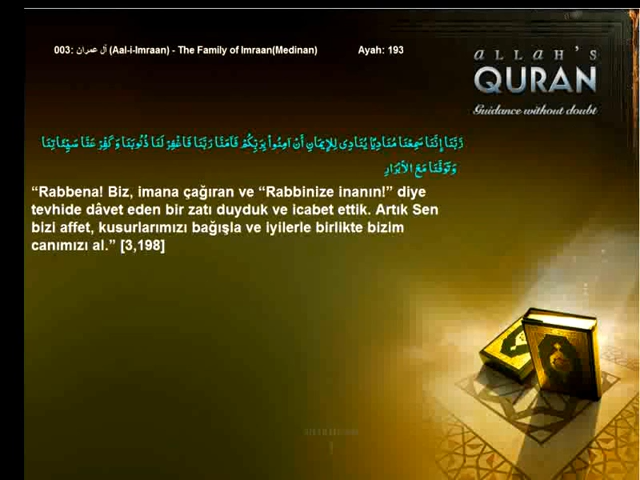 003: آل عمران (Aal-i-Imraan) - The Family of Imraan(Medinan) Ayah: 193
ALLAH'S
QURAN
Guidance without doubt
رَّبَّنَا إِنَّنَا سَمِعْنَا مُنَادِيًا يُنَادِي لِلإِيمَانِ أَنْ آمِنُواْ بِرَبِّكُمْ فَآمَنَّا رَبَّنَا فَاغْفِرْ لَنَا ذُنُوبَنَا وَكَفِّرْ عَنَّا سَيِّئَاتِنَا
وَتَوَفَّنَا مَعَ الأبْرَارِ
“Rabbena! Biz, imana çağıran ve “Rabbinize inanın!” diye
tevhide dâvet eden bir zatı duyduk ve icabet ettik. Artık Sen
bizi affet, kusurlarımızı bağışla ve iyilerle birlikte bizim
canımızı al.” [3,198]